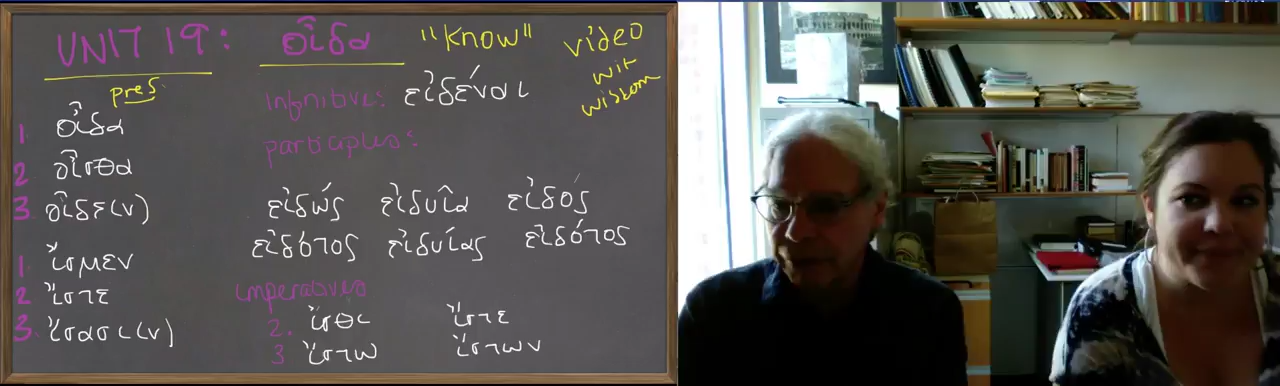 UNIT 19: οἶδα "know" video
wit
wisdom
pres.
1. οἶδα
2 οἶσθα
3. οἶδε(ν)
1. ἴσμεν
2 ἴστε
3. ἴσασι(ν)
infinitive: εἰδέναι
participles:
εἰδώς εἰδυῖα εἰδός
εἰδότος εἰδυίας εἰδότος
imperatives
2. ἴσθι ἴστε
3 ἴστω ἴστων